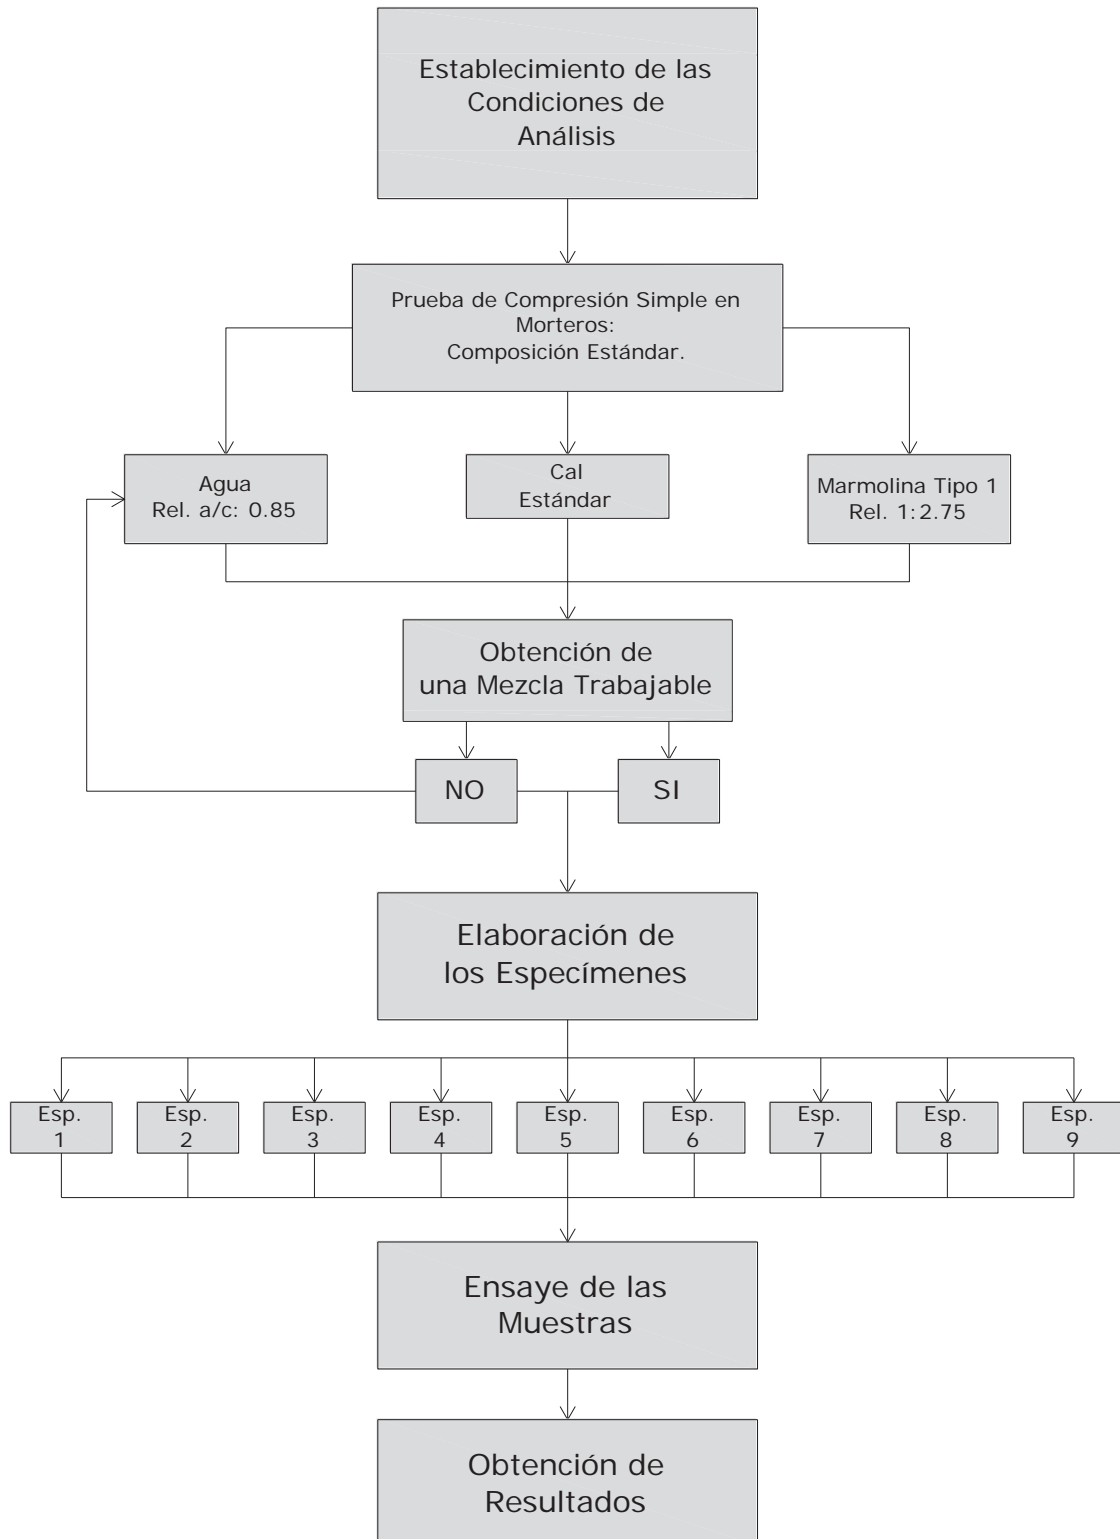 Establecimiento de las
Condiciones de
Análisis
Prueba de Compresión Simple en
Morteros:
Composición Estándar.
Agua
Rel. a/c: 0.85
Cal
Estándar
Marmolina Tipo 1
Rel. 1:2.75
Obtención de
una Mezcla Trabajable
NO
SI
Elaboración de
los Especímenes
Esp.
1
Esp.
2
Esp.
3
Esp.
4
Esp.
5
Esp.
6
Esp.
7
Esp.
8
Esp.
9
Ensaye de las
Muestras
Obtención de
Resultados